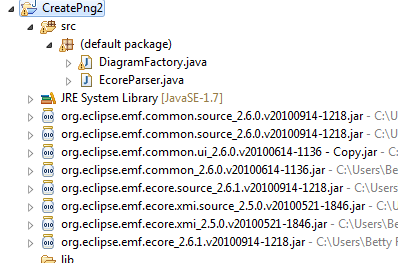 CreatePng2
src
(default package)
DiagramFactory.java
EcoreParser.java
JRE System Library [JavaSE-1.7]
org.eclipse.emf.common.source_2.6.0.v20100914-1218.jar - C:\U
org.eclipse.emf.common.source_2.6.0.v20100914-1218.jar - C:\U
org.eclipse.emf.common.ui_2.6.0.v20100614-1136 - Copy.jar - C
org.eclipse.emf.common_2.6.0.v20100614-1136.jar - C:\Users\Be
org.eclipse.emf.ecore.source_2.6.1.v20100914-1218.jar - C:\Us
org.eclipse.emf.ecore.xmi.source_2.5.0.v20100521-1846.jar - C
org.eclipse.emf.ecore.xmi_2.5.0.v20100521-1846.jar - C:\Users
org.eclipse.emf.ecore_2.6.1.v20100914-1218.jar - C:\Users\Betty
lib